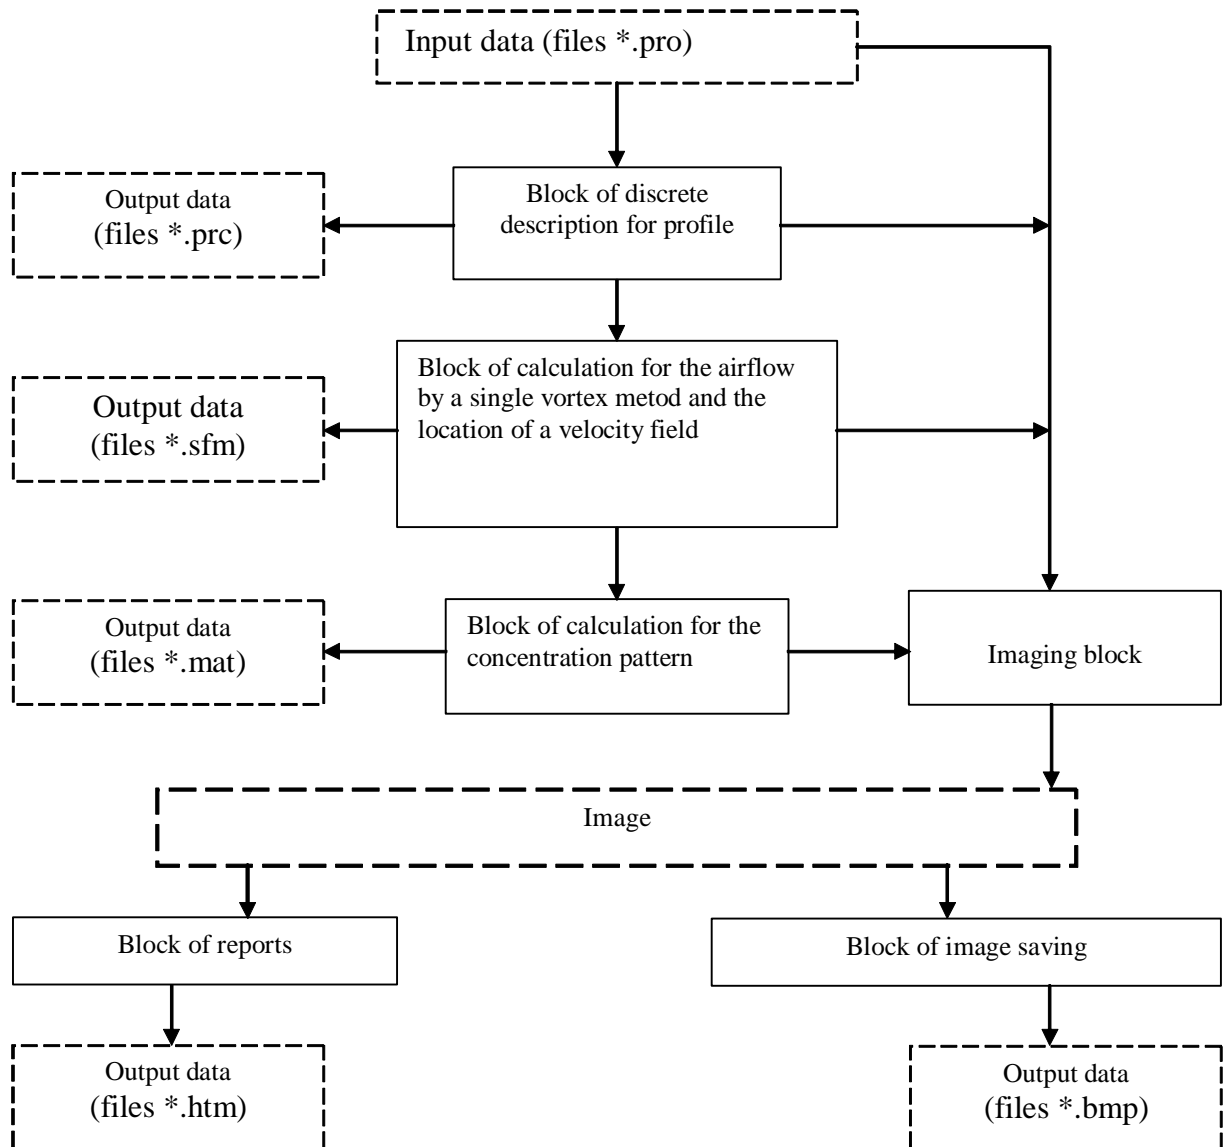 Input data (files *.pro)
Output data
(files *.prc)
Block of discrete
description for profile
Output data
(files *.sfm)
Block of calculation for the airflow
by a single vortex metod and the
location of a velocity field
Output data
(files *.mat)
Block of calculation for the
concentration pattern
Imaging block
Image
Block of reports
Block of image saving
Output data
(files *.htm)
Output data
(files *.bmp)